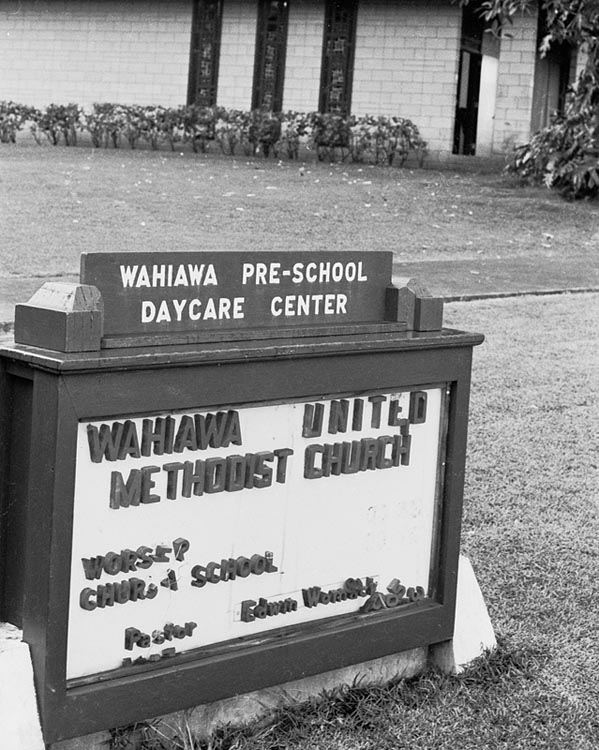 WAHIAWA PRE-SCHOOL
DAYCARE CENTER
WAHIAWA UNITED
METHODIST CHURCH
SCHOOL
Pastor Edwin